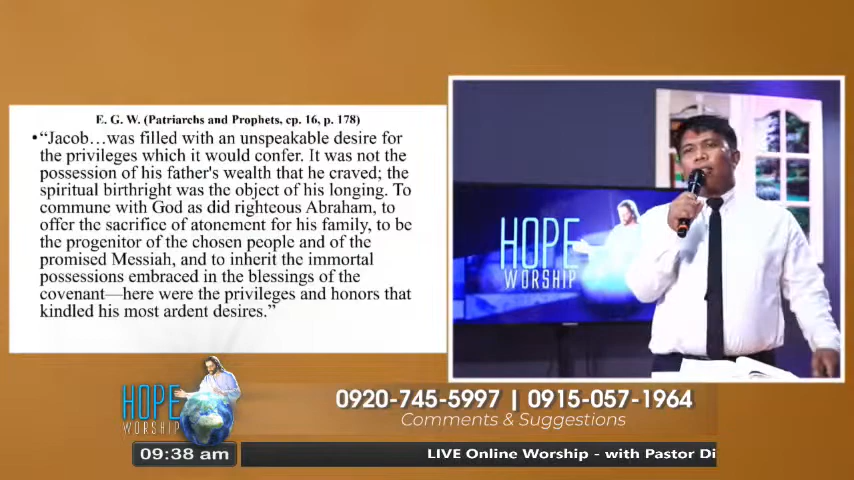 E. G. W. (Patriarchs and Prophets, cp. 16, p. 178)
•“Jacob…was filled with an unspeakable desire for
the privileges which it would confer. It was not the
possession of his father's wealth that he craved; the
spiritual birthright was the object of his longing. To
commune with God as did righteous Abraham, to
offer the sacrifice of atonement for his family, to be
the progenitor of the chosen people and of the
promised Messiah, and to inherit the immortal
possessions embraced in the blessings of the
covenant—here were the privileges and honors that
kindled his most ardent desires.”
HOPE
WORSHIP
HOPE
WORSHIP
0920-745-5997 | 0915-057-1964
Comments & Suggestions
09:38 am
LIVE Online Worship - with Pastor Di